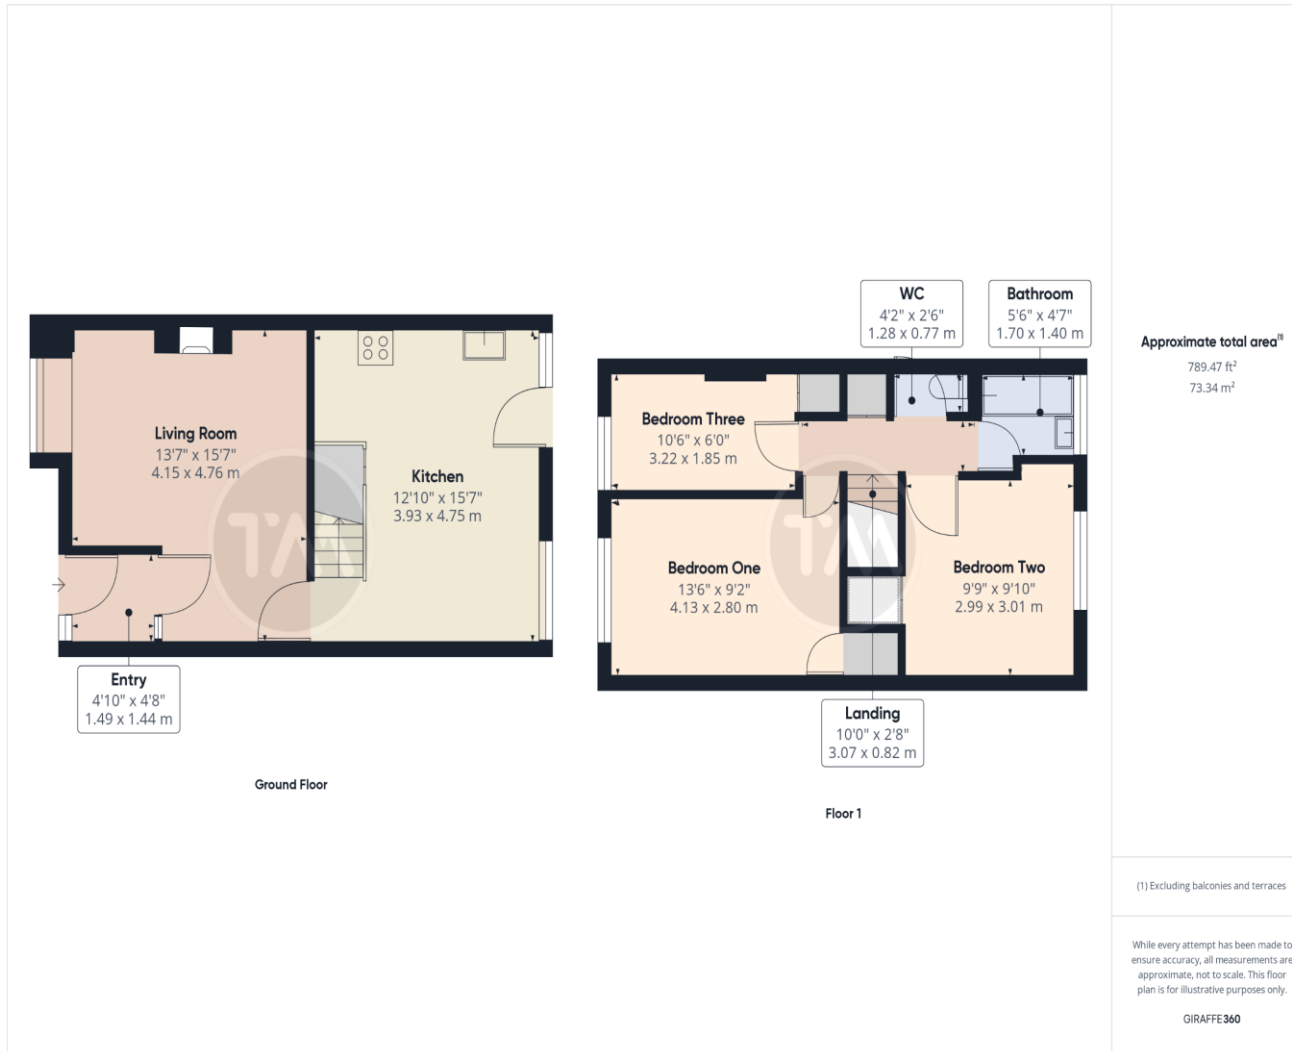 Living Room
13'7" x 15'7"
4.15 x 4.76 m
Kitchen
12'10" x 15'7"
3.93 x 4.75 m
TM
Entry
4'10" x 4'8"
1.49 x 1.44 m
Ground Floor
WC
4'2" x 2'6"
1.28 x 0.77 m
Bathroom
5'6" x 4'7"
1.70 x 1.40 m
Bedroom Three
10'6" x 6'0"
3.22 x 1.85 m
TM
Bedroom One
13'6" x 9'2"
4.13 x 2.80 m
Bedroom Two
9'9" x 9'10"
2.99 x 3.01 m
Landing
10'0" x 2'8"
3.07 x 0.82 m
Floor 1
Approximate total area(1)
789.47 ft²
73.34 m²
(1) Excluding balconies and terraces
While every attempt has been made to
ensure accuracy, all measurements are
approximate, not to scale. This floor
plan is for illustrative purposes only.
GIRAFFE360